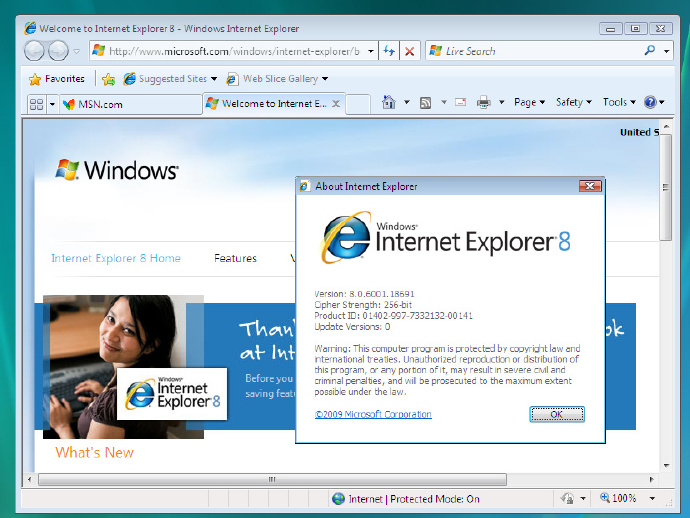 Welcome to Internet Explorer 8 - Windows Internet Explorer
http://www.microsoft.com/windows/internet-explorer/b
Live Search
Favorites
Suggested Sites
Web Slice Gallery
MSN.com
Welcome to Internet E...
Page
Safety
Tools
United S
Windows
Internet Explorer 8 Home
Features
Than
at Int
Before you
saving featu
ok
Windows
Internet Explorer 8
What's New
About Internet Explorer
Windows
Internet Explorer 8
Version: 8.0.6001.18691
Cipher Strength: 256-bit
Product ID: 01402-997-7332132-00141
Update Versions: 0
Warning: This computer program is protected by copyright law and
international treaties. Unauthorized reproduction or distribution of
this program, or any portion of it, may result in severe civil and
criminal penalties, and will be prosecuted to the maximum extent
possible under the law.
©2009 Microsoft Corporation
OK
Internet | Protected Mode: On
100%